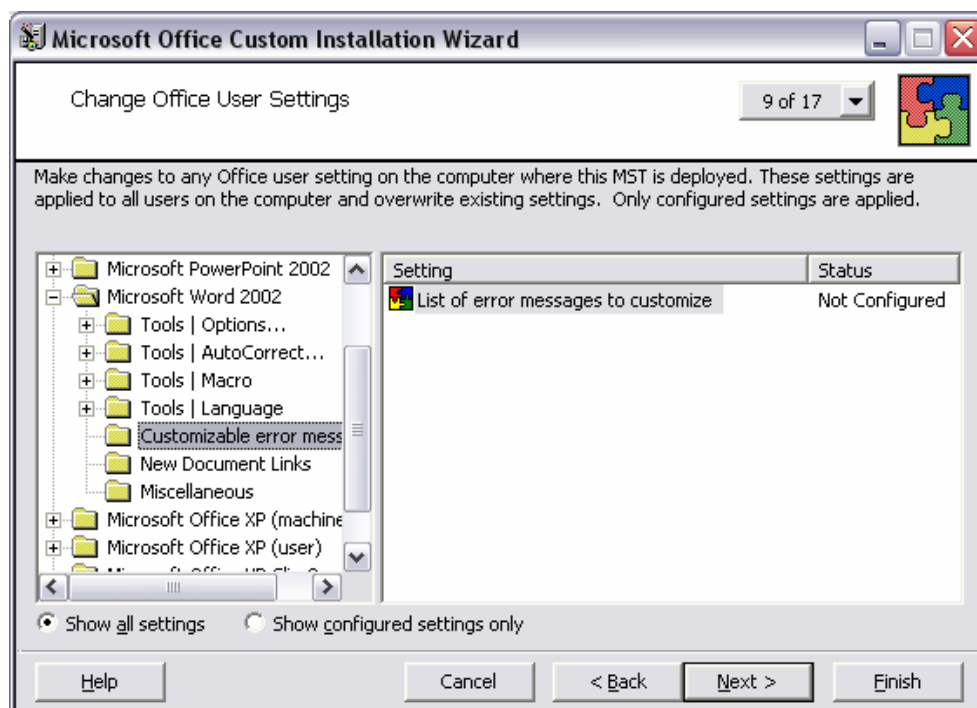 Microsoft Office Custom Installation Wizard
Change Office User Settings
9 of 17
Make changes to any Office user setting on the computer where this MST is deployed. These settings are
applied to all users on the computer and overwrite existing settings. Only configured settings are applied.
Microsoft PowerPoint 2002
Microsoft Word 2002
Tools | Options...
Tools | AutoCorrect...
Tools | Macro
Tools | Language
Customizable error mess
New Document Links
Miscellaneous
Microsoft Office XP (machine
Microsoft Office XP (user)
Setting Status
List of error messages to customize Not Configured
Show all settings Show configured settings only
Help Cancel < Back Next > Finish